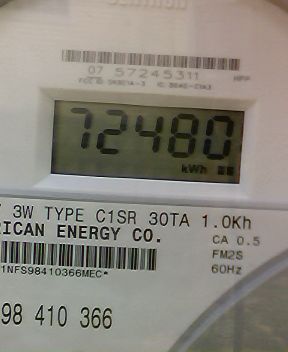 07 57245311
72480
kWh
3W TYPE C1SR 30TA 1.0Kh
RICAN ENERGY CO.
CA 0.5
FM2S
60Hz
1NFS98410366MEC*
98 410 366